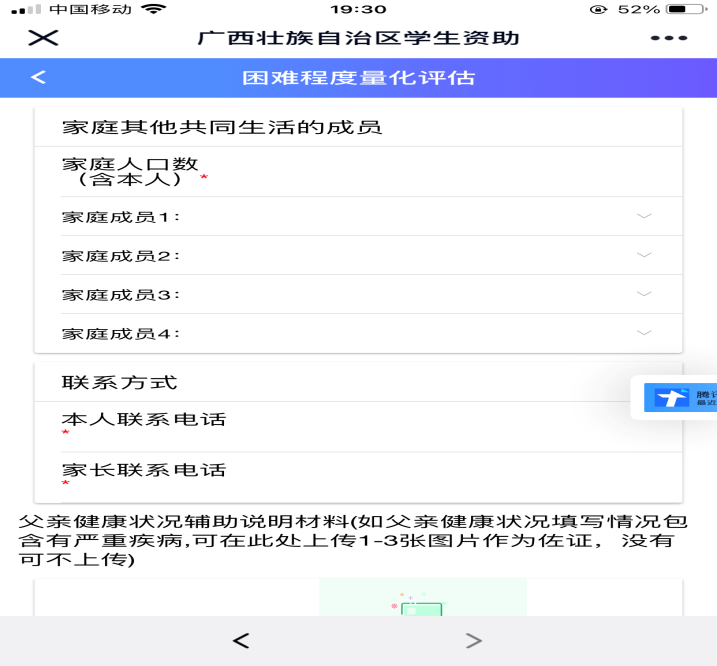 中国移动
19:30
52%
广西壮族自治区学生资助
困难程度量化评估
家庭其他共同生活的成员
家庭人口数
（含本人）*
家庭成员1:
家庭成员2:
家庭成员3:
家庭成员4:
联系方式
本人联系电话
*
家长联系电话
*
父亲健康状况辅助说明材料(如父亲健康状况填写情况包
含有严重疾病,可在此处上传1-3张图片作为佐证，没有
可不上传)